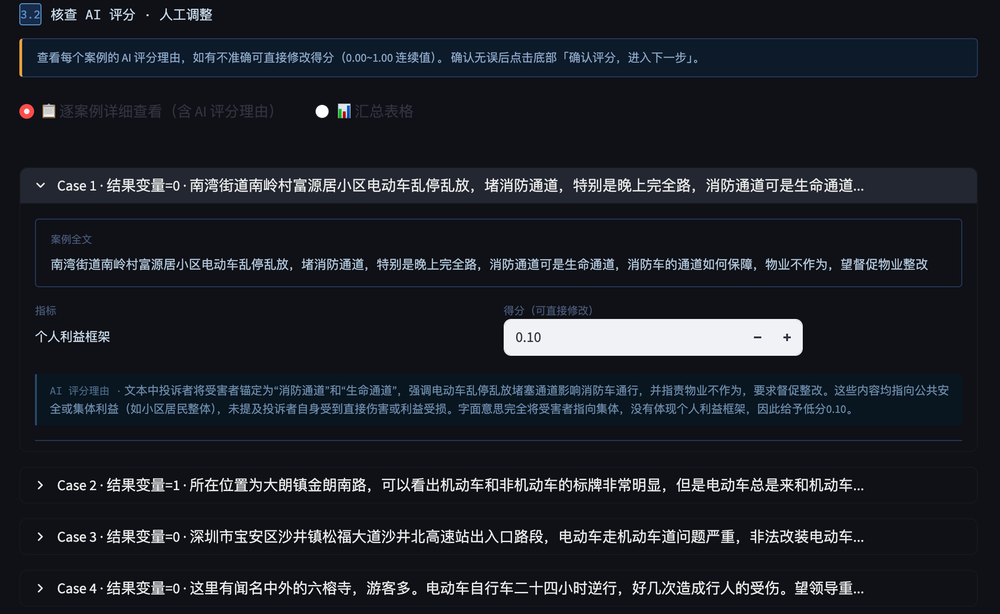 3.2 核查 AI 评分 · 人工调整
查看每个案例的 AI 评分理由，如有不准确可直接修改得分（0.00~1.00 连续值）。 确认无误后点击底部「确认评分，进入下一步」。
逐案例详细查看（含 AI 评分理由） 汇总表格
Case 1 · 结果变量=0 · 南湾街道南岭村富源居小区电动车乱停乱放，堵消防通道，特别是晚上完全路，消防通道可是生命通道...
案例全文
南湾街道南岭村富源居小区电动车乱停乱放，堵消防通道，特别是晚上完全路，消防通道可是生命通道，消防车的通道如何保障，物业不作为，望督促物业整改
指标 得分（可直接修改）
个人利益框架 0.10 − +
AI 评分理由 · 文本中投诉者将受害者锚定为“消防通道”和“生命通道”，强调电动车乱停乱放堵塞通道影响消防车通行，并指责物业不作为，要求督促整改。这些内容均指向公共安
全或集体利益（如小区居民整体），未提及投诉者自身受到直接伤害或利益受损。字面意思完全将受害者指向集体，没有体现个人利益框架，因此给予低分0.10。
Case 2 · 结果变量=1 · 所在位置为大朗镇金朗南路，可以看出机动车和非机动车的标牌非常明显，但是电动车总是来和机动车...
Case 3 · 结果变量=0 · 深圳市宝安区沙井镇松福大道沙井北高速站出入口路段，电动车走机动车道问题严重，非法改装电动车...
Case 4 · 结果变量=0 · 这里有闻名中外的六榕寺，游客多。电动车自行车二十四小时逆行，好几次造成行人的受伤。望领导重...